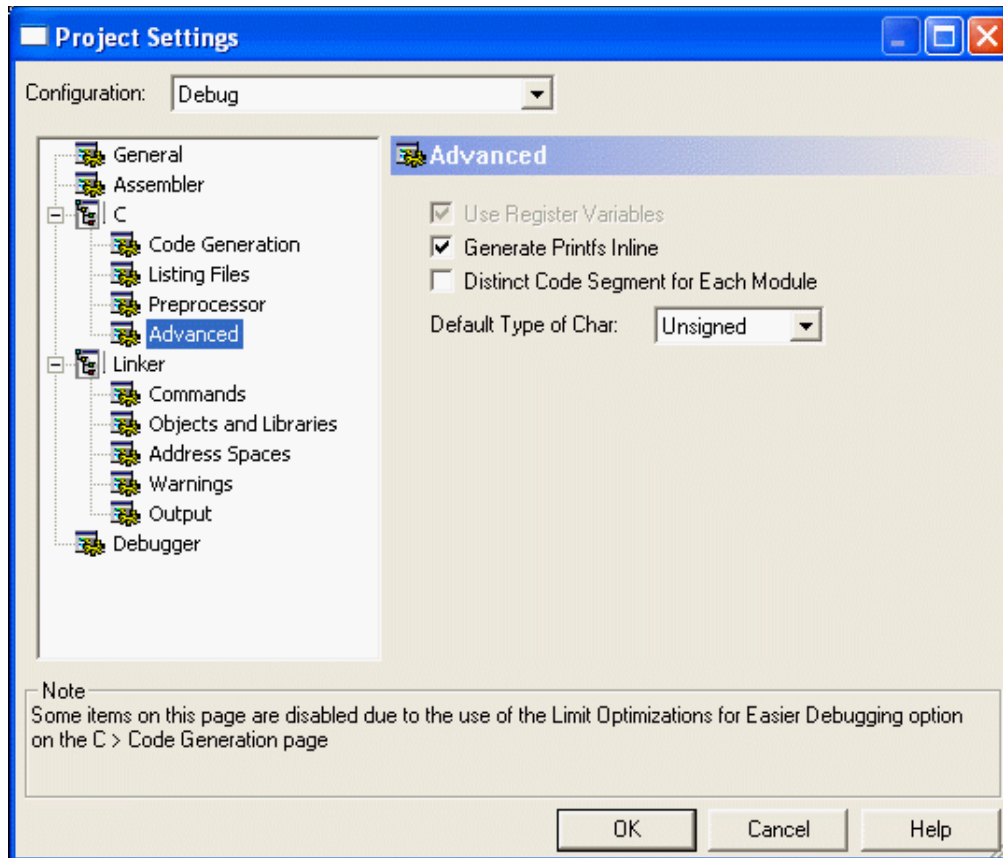 Project Settings
Configuration: Debug
General
Assembler
C
Code Generation
Listing Files
Preprocessor
Advanced
Linker
Commands
Objects and Libraries
Address Spaces
Warnings
Output
Debugger
Advanced
Use Register Variables
Generate Printfs Inline
Distinct Code Segment for Each Module
Default Type of Char: Unsigned
Note
Some items on this page are disabled due to the use of the Limit Optimizations for Easier Debugging option
on the C > Code Generation page
OK Cancel Help